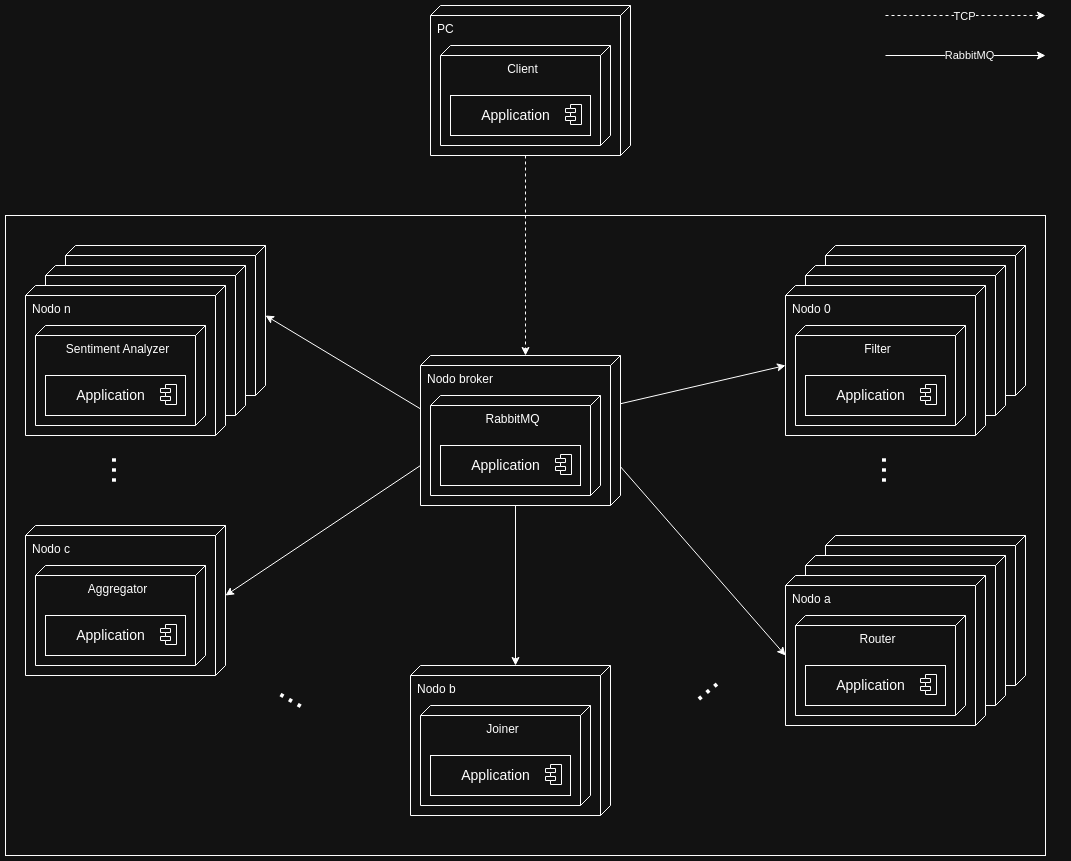 PC
Client
Application
TCP
RabbitMQ
Nodo n
Sentiment Analyzer
Application
Nodo broker
RabbitMQ
Application
Nodo 0
Filter
Application
Nodo c
Aggregator
Application
Nodo b
Joiner
Application
Nodo a
Router
Application